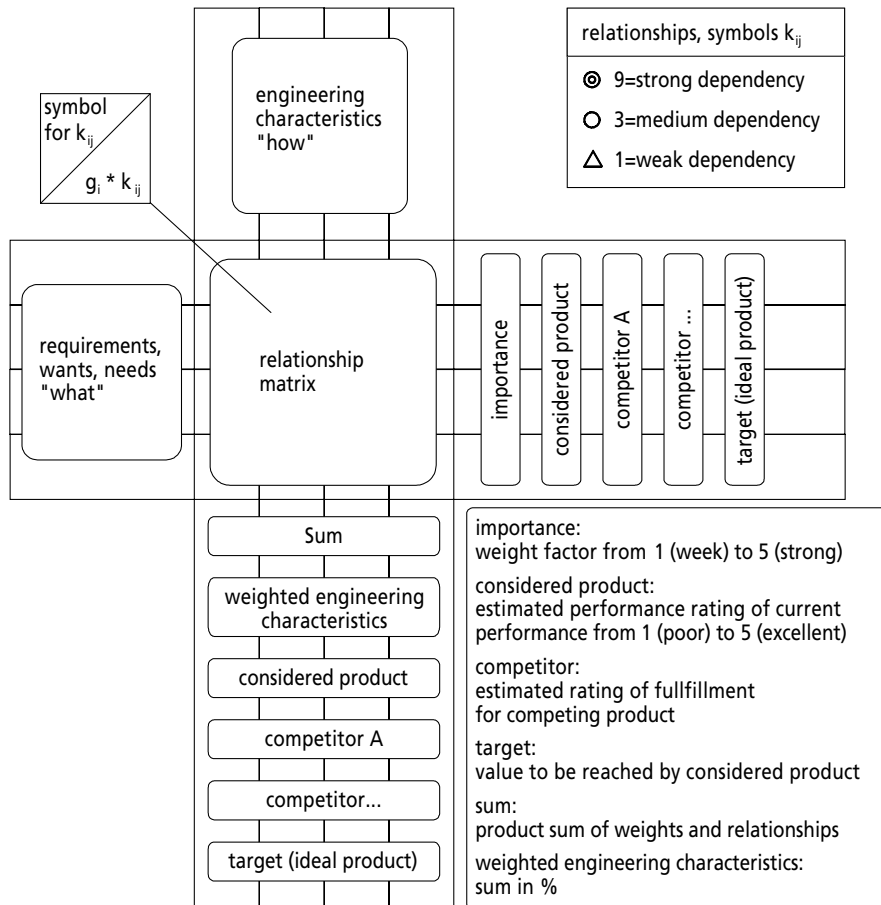 relationships, symbols k_ij
9=strong dependency
3=medium dependency
1=weak dependency
engineering
characteristics
"how"
symbol
for k_ij
g_i * k_ij
requirements,
wants, needs
"what"
relationship
matrix
importance
considered product
competitor A
competitor ...
target (ideal product)
Sum
weighted engineering
characteristics
considered product
competitor A
competitor...
target (ideal product)
importance:
weight factor from 1 (week) to 5 (strong)
considered product:
estimated performance rating of current
performance from 1 (poor) to 5 (excellent)
competitor:
estimated rating of fullfillment
for competing product
target:
value to be reached by considered product
sum:
product sum of weights and relationships
weighted engineering characteristics:
sum in %